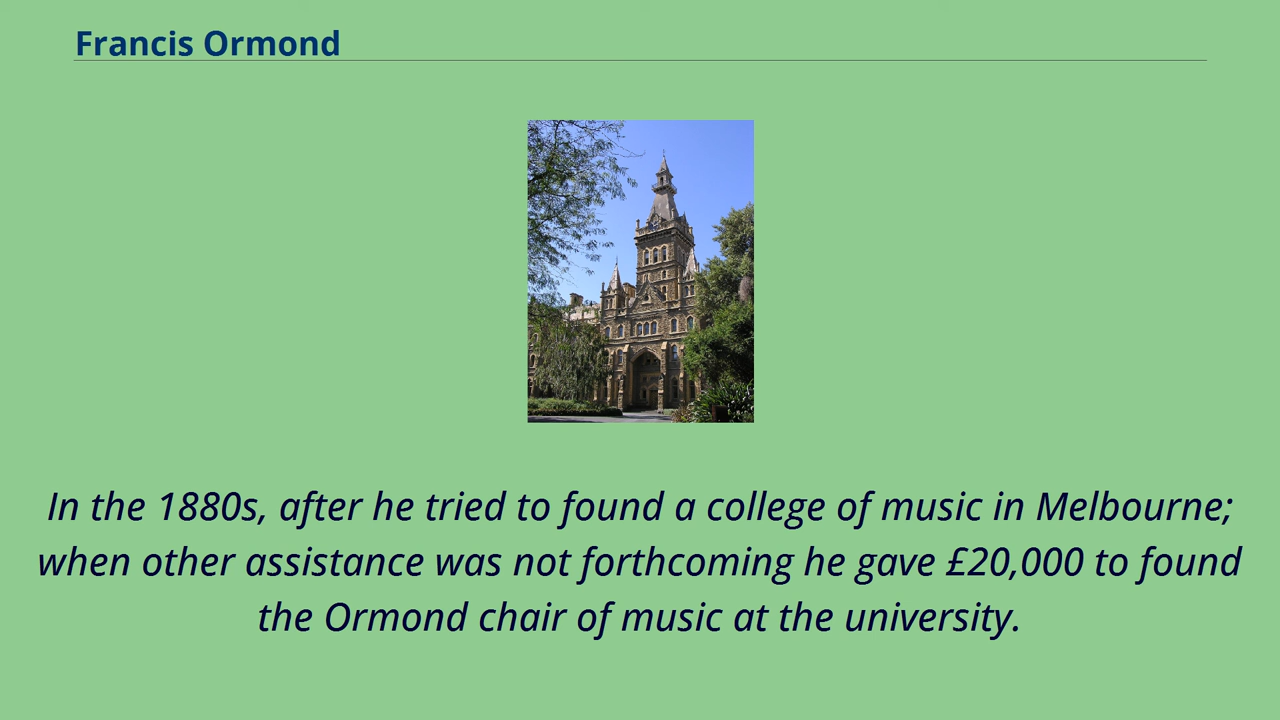 Francis Ormond
In the 1880s, after he tried to found a college of music in Melbourne;
when other assistance was not forthcoming he gave £20,000 to found
the Ormond chair of music at the university.